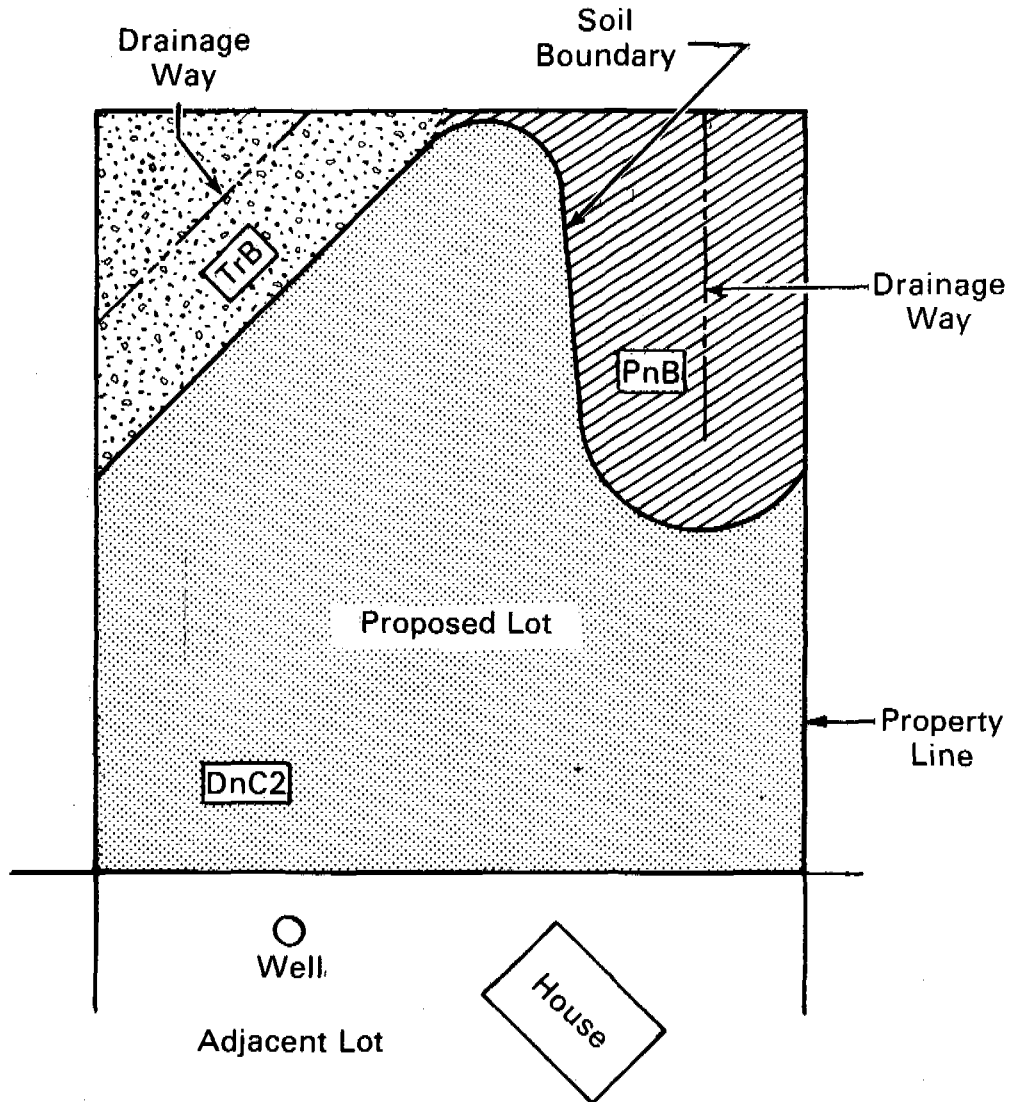 Drainage
Way
Soil
Boundary
TrB
Drainage
Way
PnB
Proposed Lot
Property
Line
DnC2
Well
House
Adjacent Lot